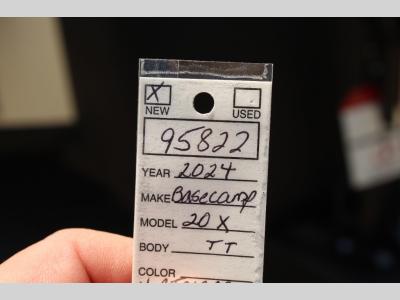 X
NEW USED
95822
YEAR 2024
MAKE Basecamp
MODEL 20 X
BODY TT
COLOR